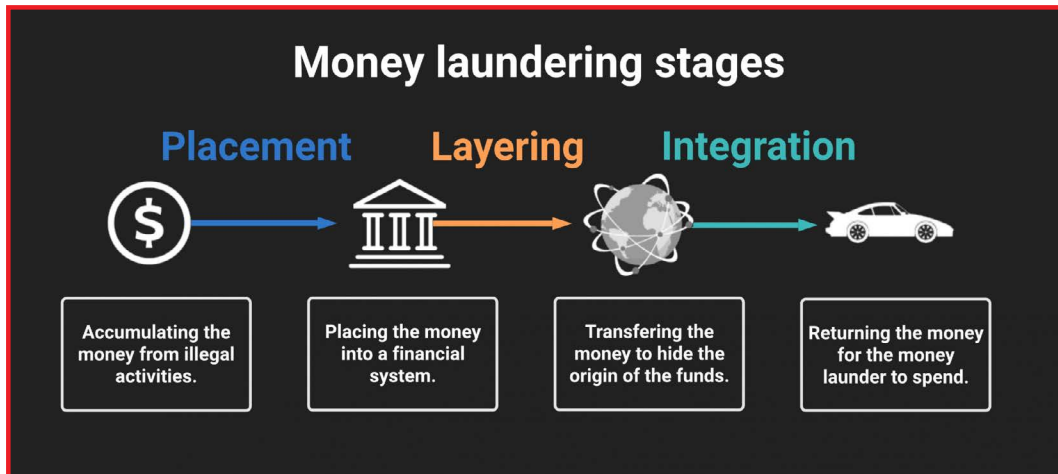 Money laundering stages
Placement
Layering
Integration
$
Accumulating the
money from illegal
activities.
Placing the money
into a financial
system.
Transfering the
money to hide the
origin of the funds.
Returning the money
for the money
launder to spend.